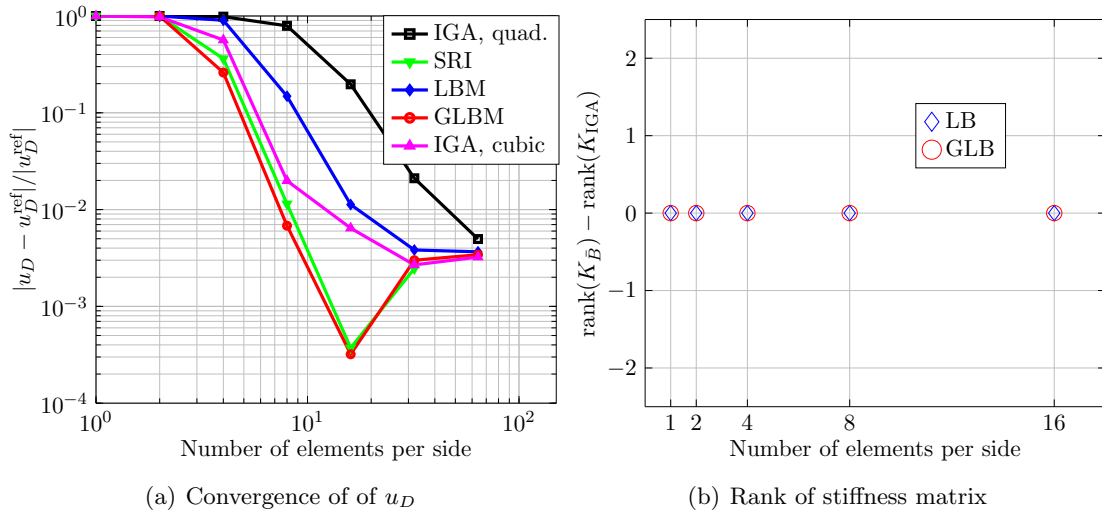 10^0
10^−1
10^−2
10^−3
10^−4
10^0
10^1
10^2
|u_D − u_D^ref|/|u_D^ref|
Number of elements per side
IGA, quad.
SRI
LBM
GLBM
IGA, cubic
(a) Convergence of of u_D
2
1
0
−1
−2
1
2
4
8
16
rank(K_B̄) − rank(K_IGA)
Number of elements per side
LB
GLB
(b) Rank of stiffness matrix